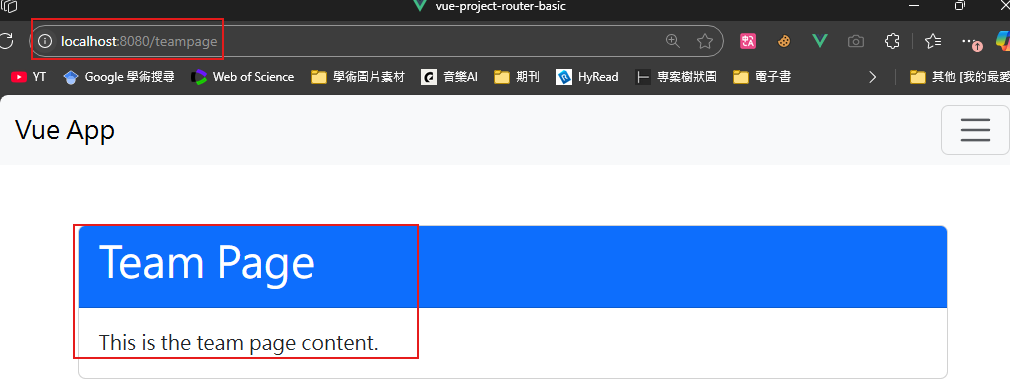 vue-project-router-basic
localhost:8080/teampage
YT Google 學術搜尋 Web of Science 學術圖片素材 音樂AI 期刊 HyRead 專案樹狀圖 電子書 其他 [我的最愛
Vue App
Team Page
This is the team page content.